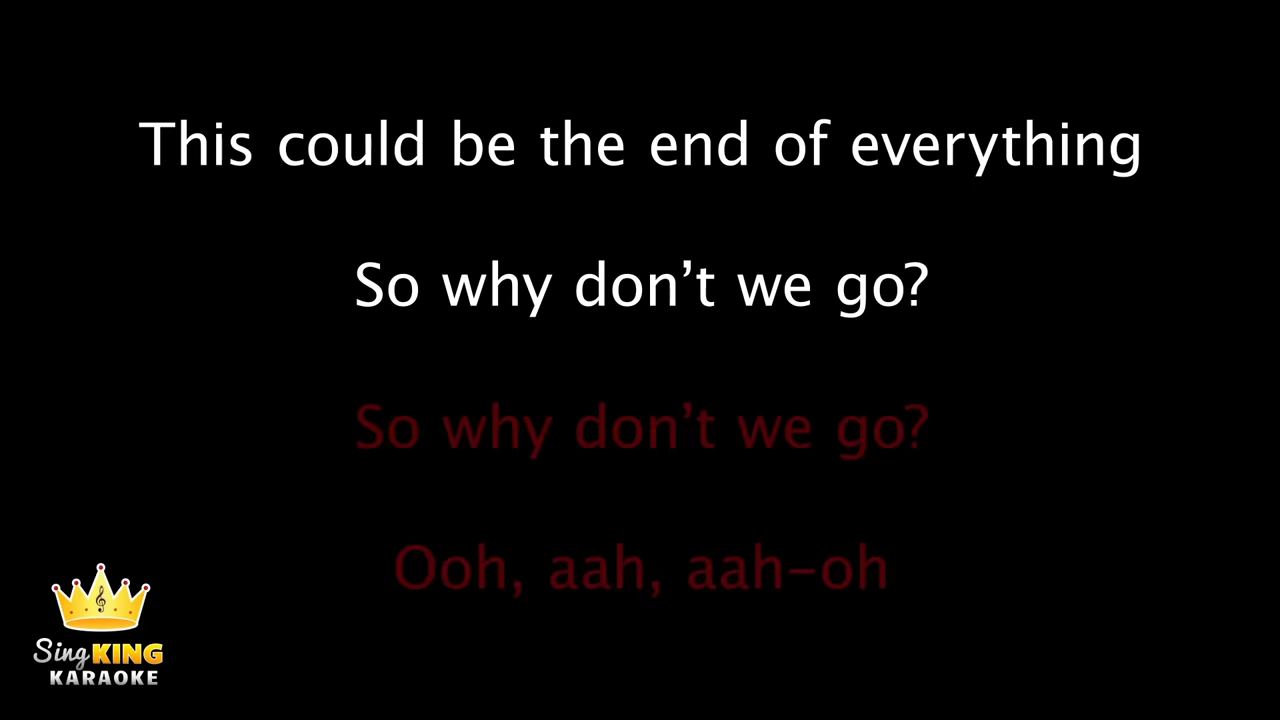 This could be the end of everything
So why don’t we go?
So why don’t we go?
Ooh, aah, aah-oh
Sing KING
KARAOKE